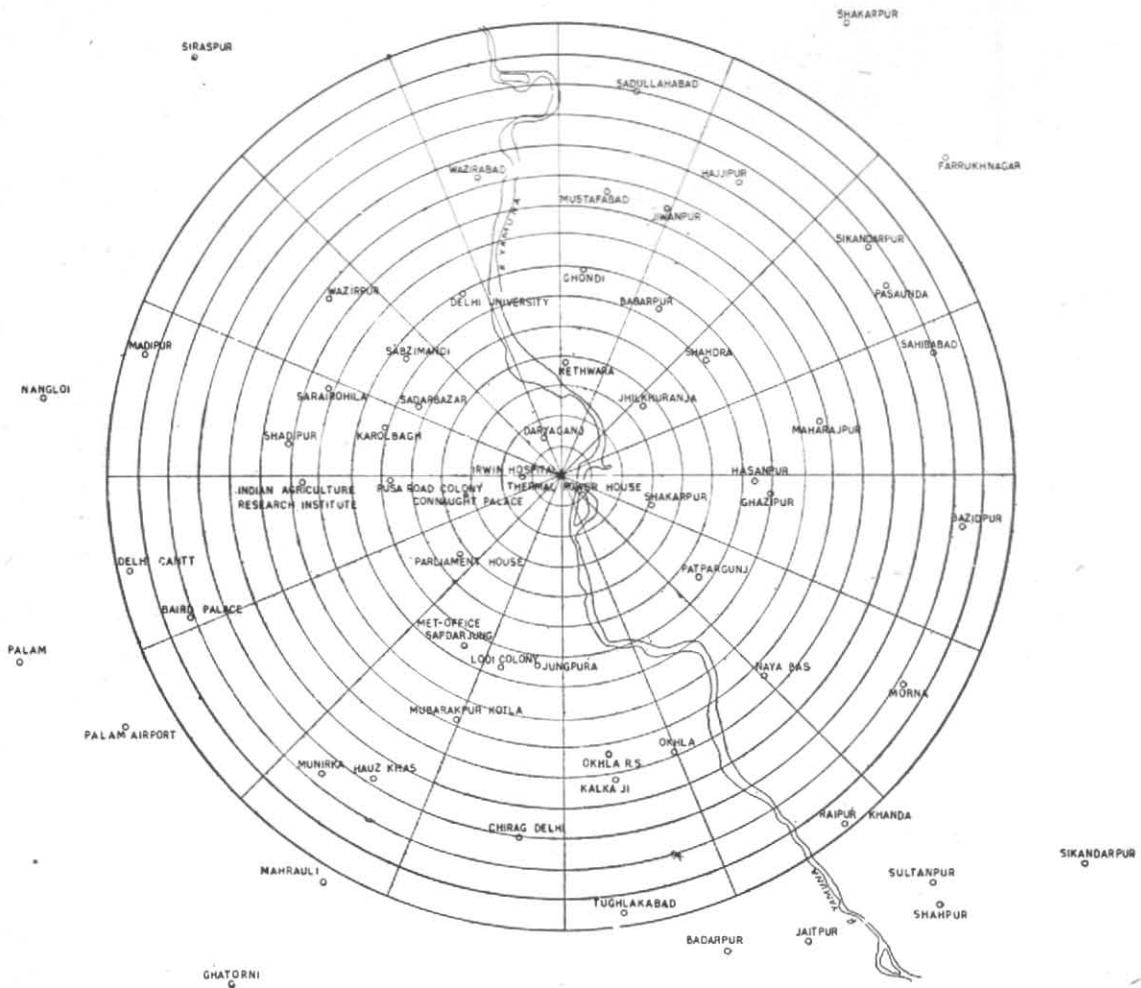 SHAKARPUR
SIRASPUR
SADULLAHABAD
FARRUKHNAGAR
WAZIRABAD
HAJJIPUR
MUSTAFABAD
JIWANPUR
R YAMUNA
SIKANDARPUR
GHONDI
PASAUNDA
WAZIRPUR
DELHI UNIVERSITY
BABARPUR
MADIPUR
SABZIMANDI
SHAHDRA
SAHIBABAD
KETHWARA
NANGLOI
SARAIROHILA
SADARBAZAR
JHILKHURANJA
MAHARAJPUR
SHADIPUR
KAROLBAGH
DARYAGANJ
IRWIN HOSPITAL
HASANPUR
INDIAN AGRICULTURE
RESEARCH INSTITUTE
PUSA ROAD COLONY
THERMAL POWER HOUSE
CONNAUGHT PALACE
SHAKARPUR
GHAZIPUR
BAZIDPUR
DELHI CANTT
PARLIAMENT HOUSE
PATPARGUNJ
BAIRD PALACE
MET-OFFICE
SAFDARJUNG
PALAM
LODI COLONY
JUNGPURA
NAYA BAS
MORNA
MUBARAKPUR KOTLA
PALAM AIRPORT
OKHLA
MUNIRKA
HAUZ KHAS
OKHLA R.S.
KALKA JI
CHIRAG DELHI
RAIPUR KHANDA
SIKANDARPUR
MAHRAULI
SULTANPUR
YAMUNA R
TUGHLAKABAD
SHAHPUR
JAITPUR
BADARPUR
GHATORNI